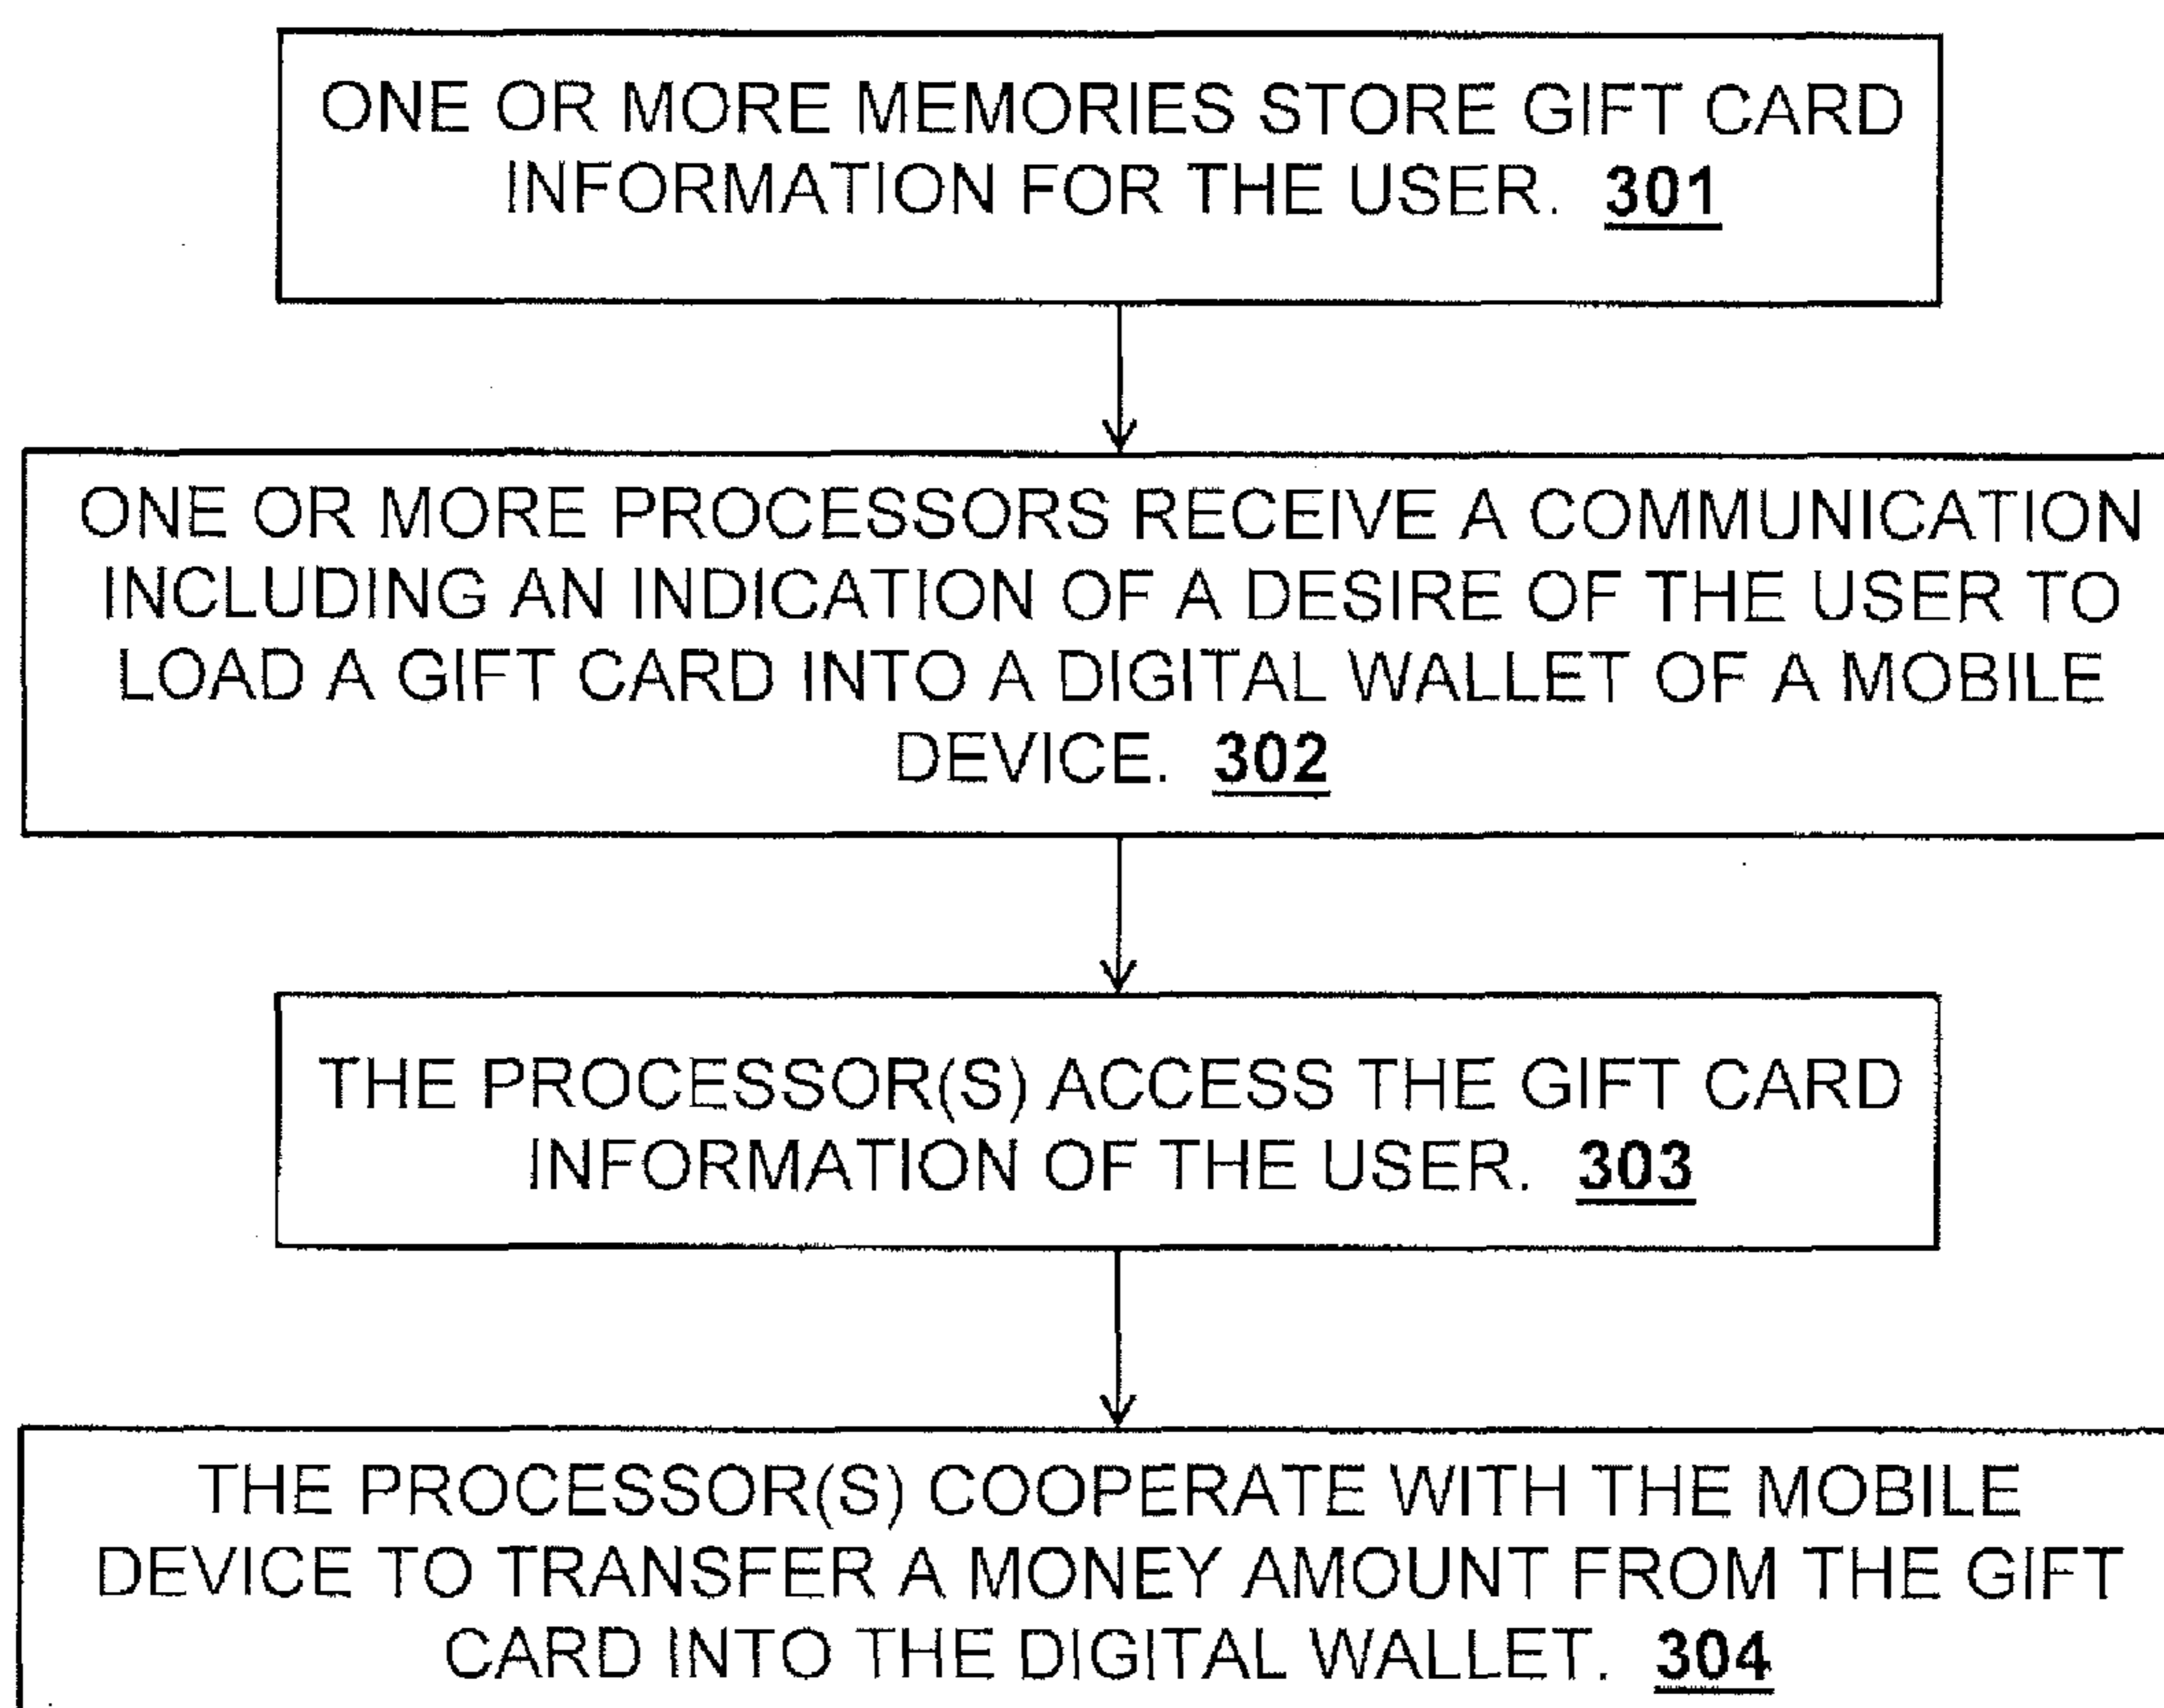 ONE OR MORE MEMORIES STORE GIFT CARD
INFORMATION FOR THE USER. 301
ONE OR MORE PROCESSORS RECEIVE A COMMUNICATION
INCLUDING AN INDICATION OF A DESIRE OF THE USER TO
LOAD A GIFT CARD INTO A DIGITAL WALLET OF A MOBILE
DEVICE. 302
THE PROCESSOR(S) ACCESS THE GIFT CARD
INFORMATION OF THE USER. 303
THE PROCESSOR(S) COOPERATE WITH THE MOBILE
DEVICE TO TRANSFER A MONEY AMOUNT FROM THE GIFT
CARD INTO THE DIGITAL WALLET. 304